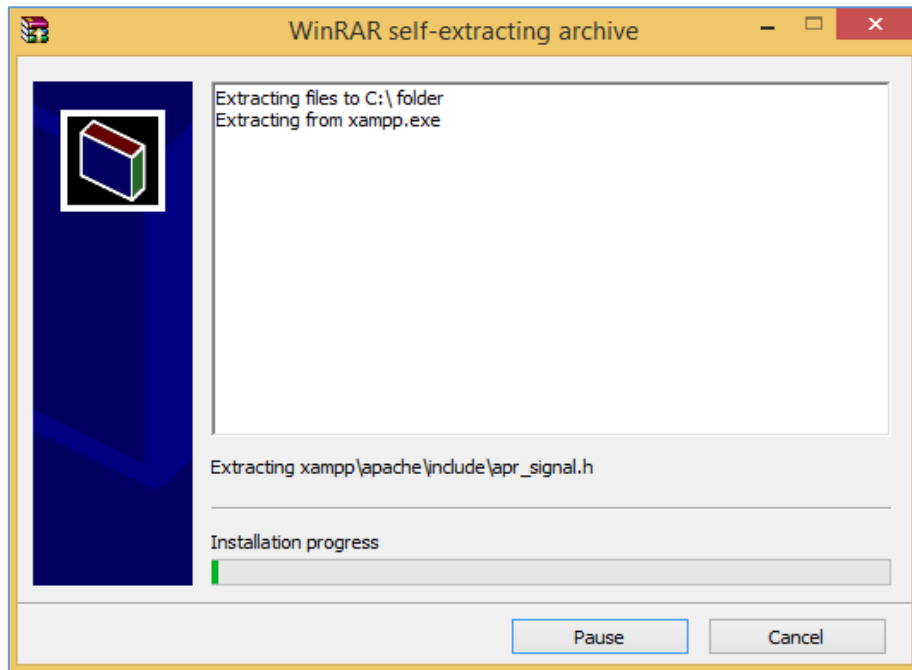 WinRAR self-extracting archive
Extracting files to C:\ folder
Extracting from xampp.exe
Extracting xampp\apache\include\apr_signal.h
Installation progress
Pause
Cancel